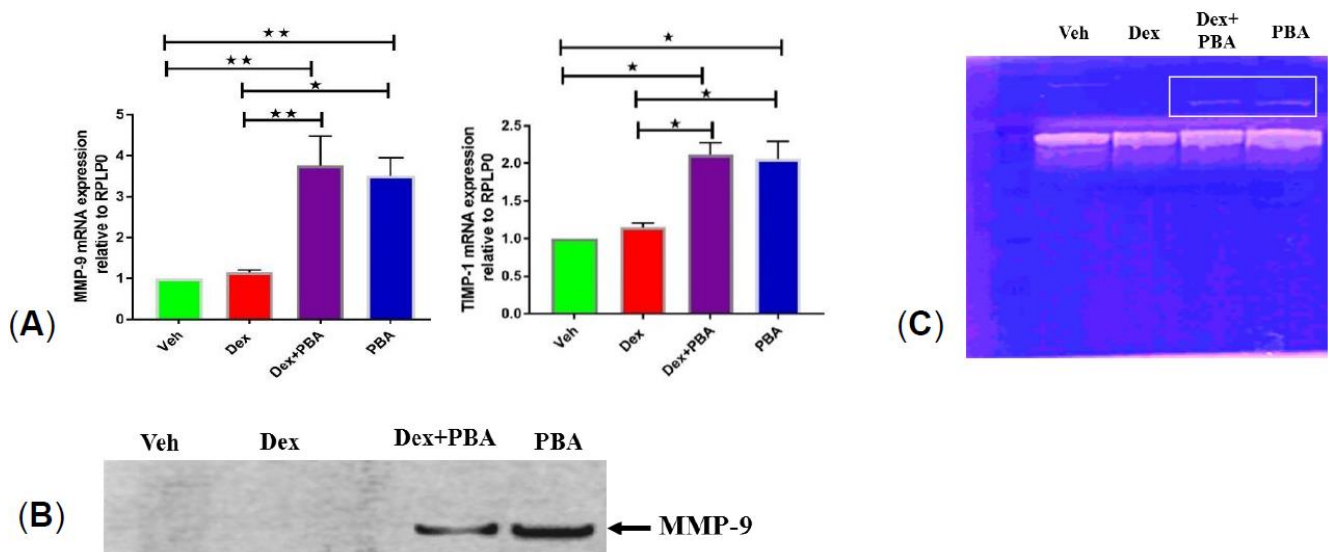 ★★
★★
★
★★
MMP-9 mRNA expression
relative to RPLP0
5
4
3
2
1
0
Veh
Dex
Dex+PBA
PBA
★
★
★
★
TIMP-1 mRNA expression
relative to RPLP0
2.5
2.0
1.5
1.0
0.5
0.0
Veh
Dex
Dex+PBA
PBA
(A)
Veh Dex Dex+ PBA
PBA
(C)
Veh Dex Dex+PBA PBA
(B)
MMP-9